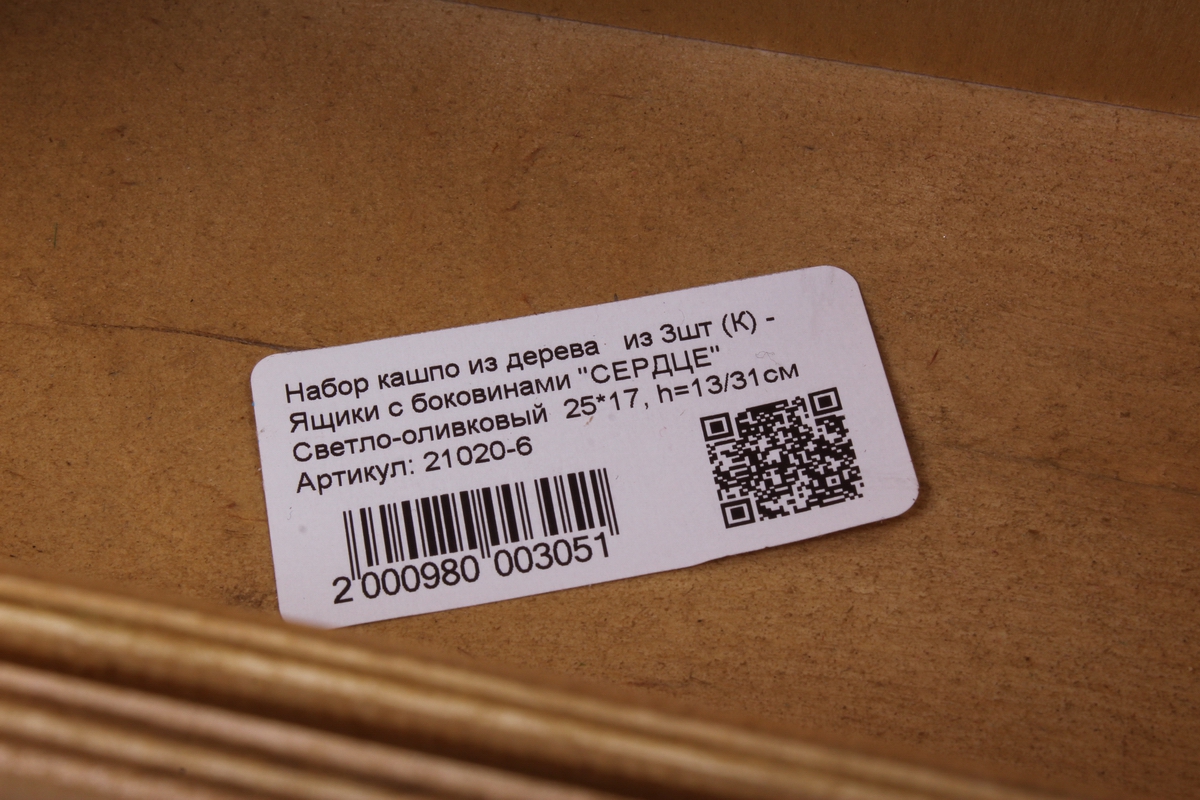 Набор кашпо из дерева из 3шт (К) -
Ящики с боковинами "СЕРДЦЕ"
Светло-оливковый 25*17, h=13/31см
Артикул: 21020-6
2 000980 003051